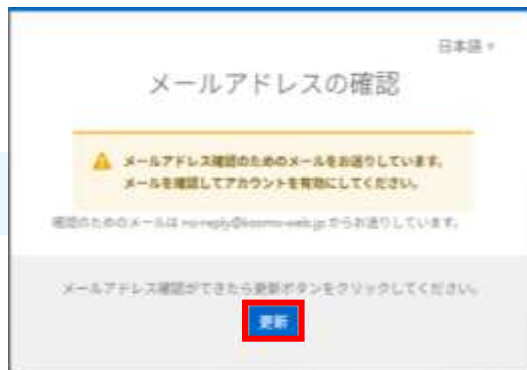 日本語
メールアドレスの確認
メールアドレス確認のためのメールをお送りしています。
メールを確認してアカウントを有効にしてください。
確認のためのメールは からお送りしています。
メールアドレス確認ができたら更新ボタンをクリックしてください。
更新